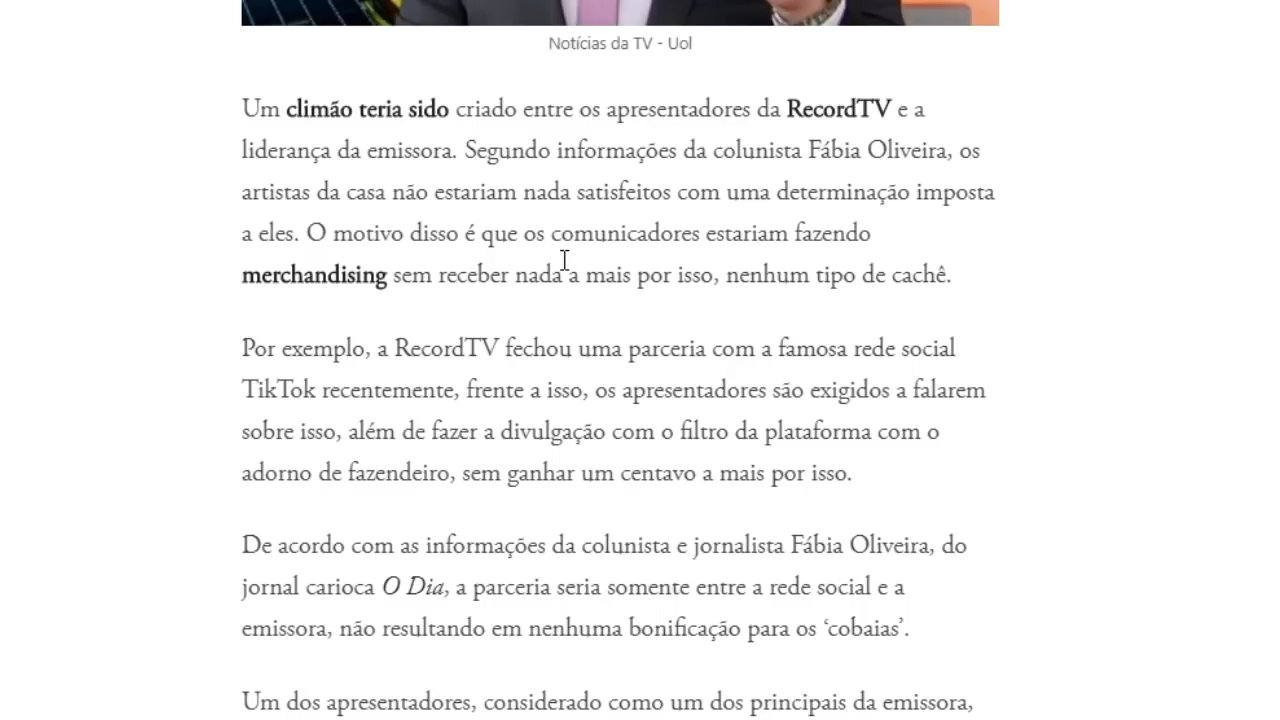 Notícias da TV - Uol
Um climão teria sido criado entre os apresentadores da RecordTV e a
liderança da emissora. Segundo informações da colunista Fábia Oliveira, os
artistas da casa não estariam nada satisfeitos com uma determinação imposta
a eles. O motivo disso é que os comunicadores estariam fazendo
merchandising sem receber nada a mais por isso, nenhum tipo de cachê.
Por exemplo, a RecordTV fechou uma parceria com a famosa rede social
TikTok recentemente, frente a isso, os apresentadores são exigidos a falarem
sobre isso, além de fazer a divulgação com o filtro da plataforma com o
adorno de fazendeiro, sem ganhar um centavo a mais por isso.
De acordo com as informações da colunista e jornalista Fábia Oliveira, do
jornal carioca O Dia, a parceria seria somente entre a rede social e a
emissora, não resultando em nenhuma bonificação para os ‘cobaias’.
Um dos apresentadores, considerado como um dos principais da emissora,